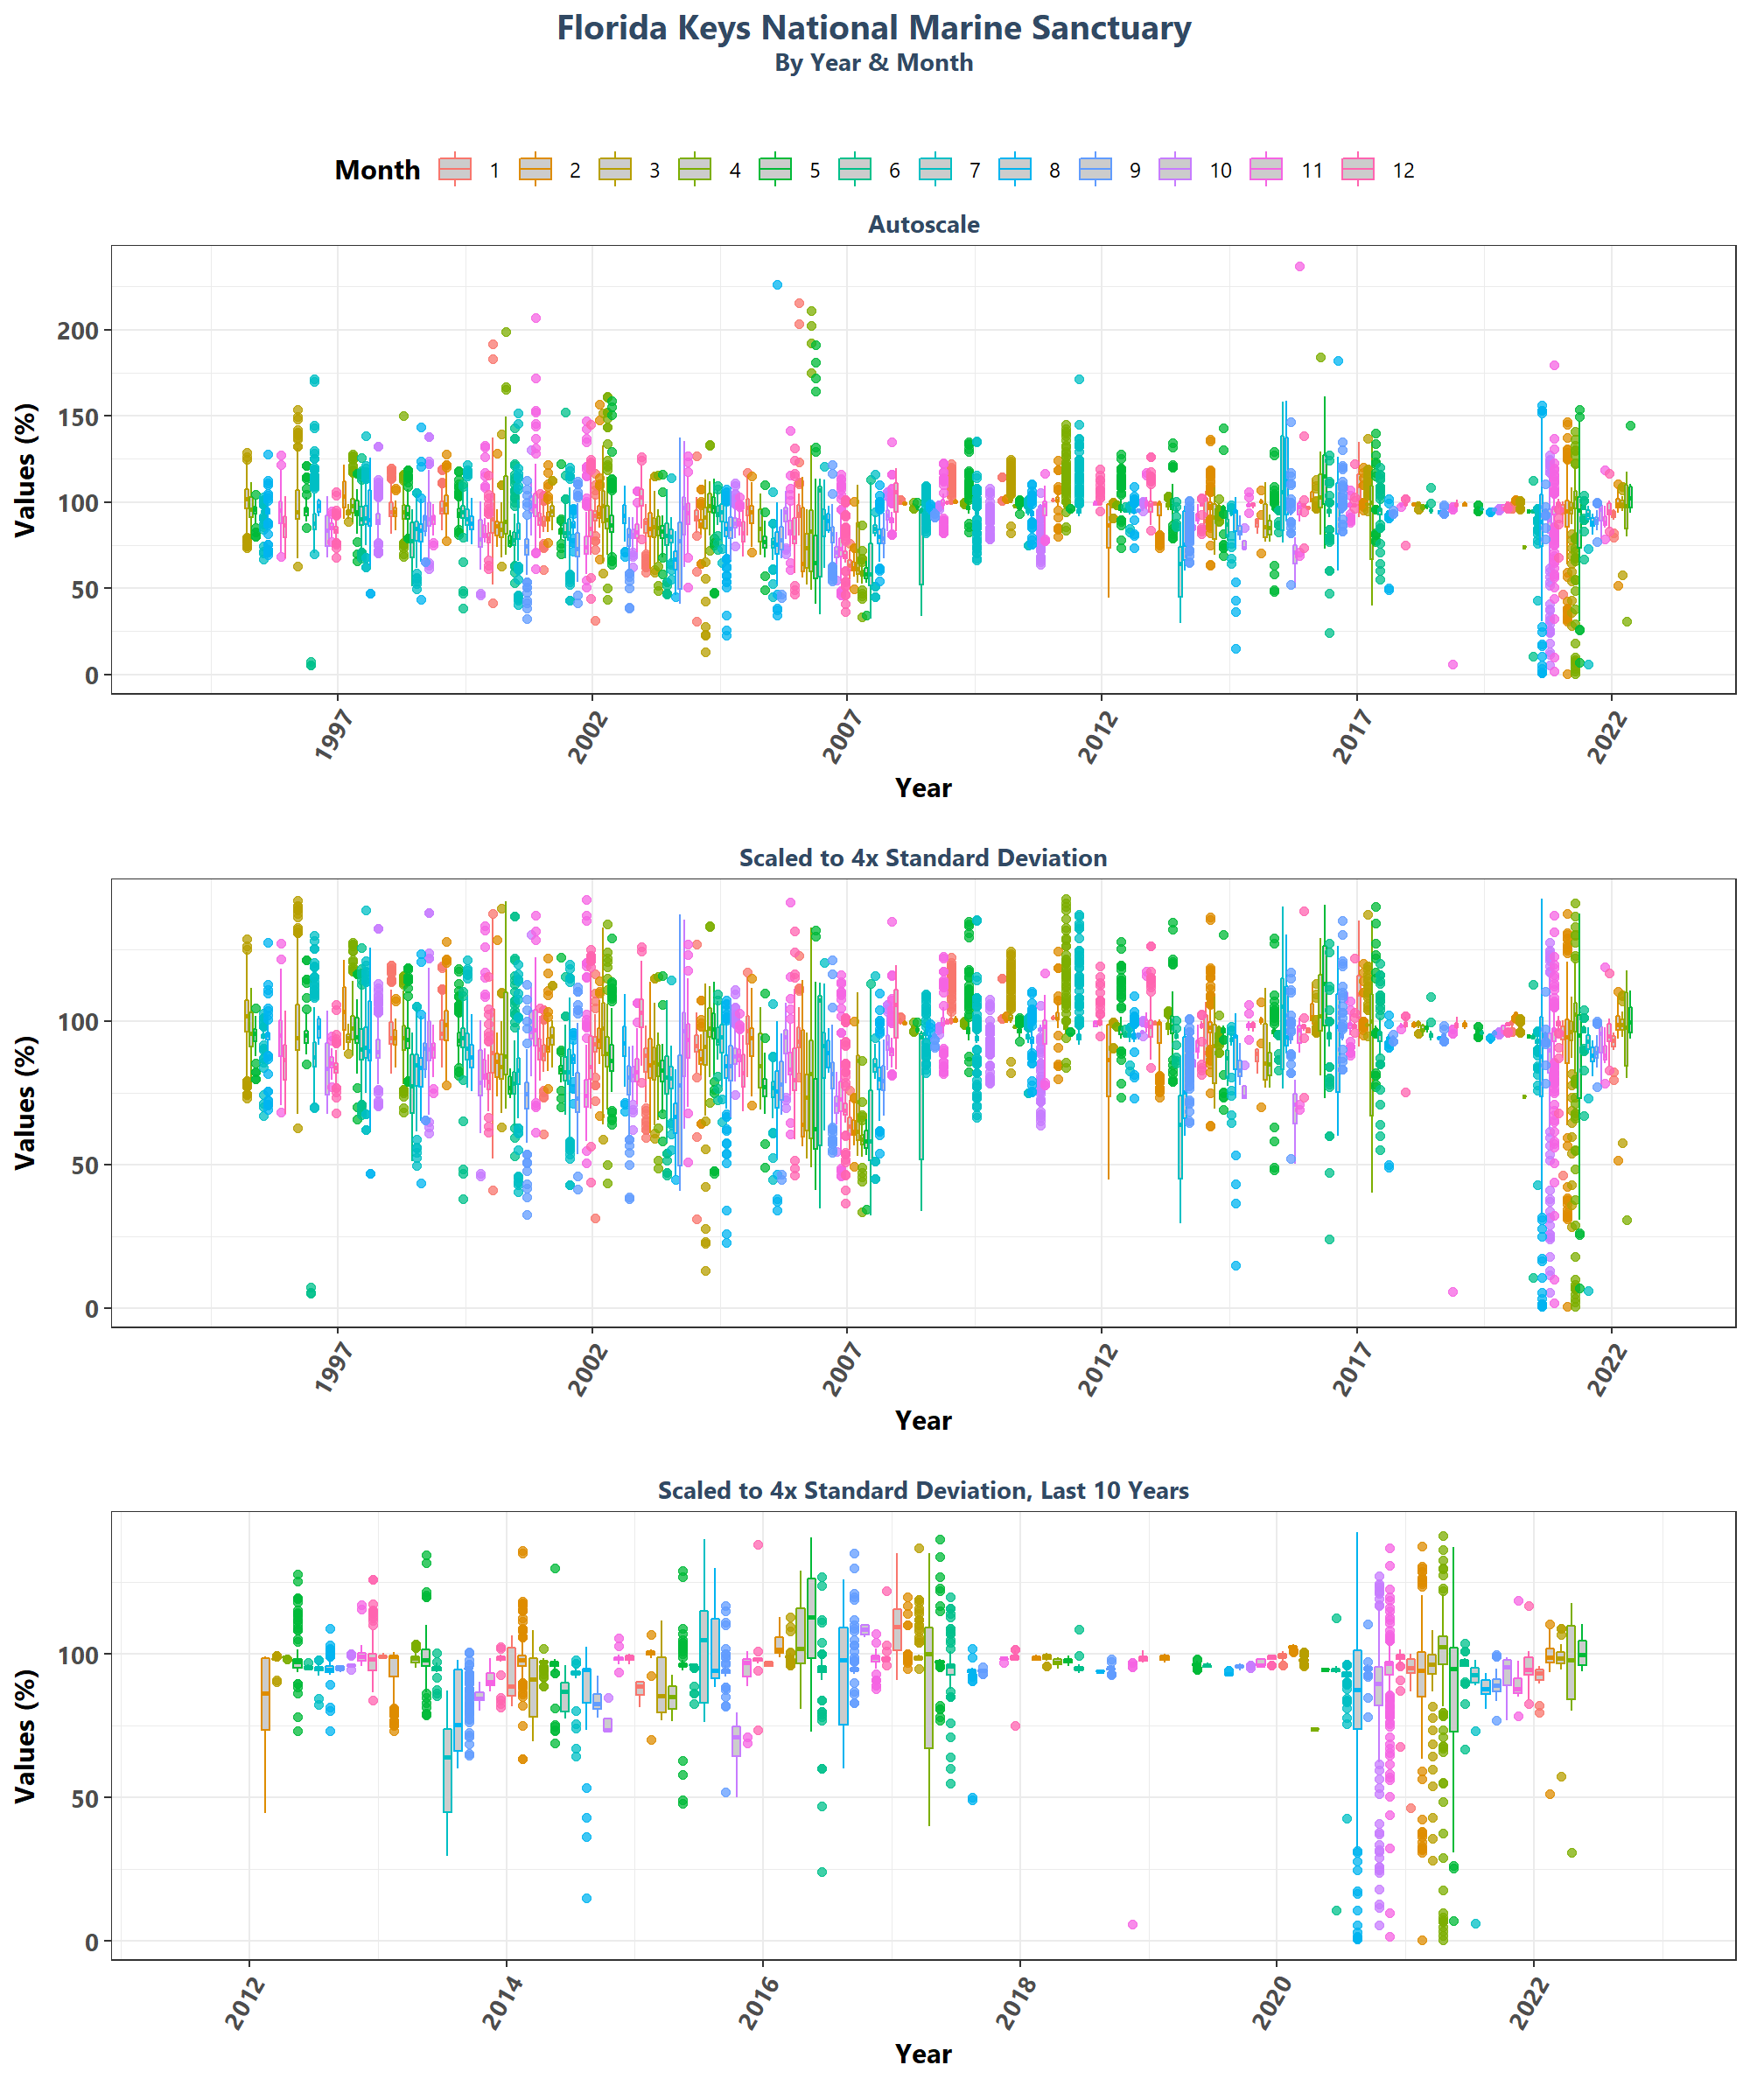 Florida Keys National Marine Sanctuary
By Year & Month
Month 1 2 3 4 5 6 7 8 9 10 11 12
Autoscale
Values (%)
200
150
100
50
0
1997 2002 2007 2012 2017 2022
Year
Scaled to 4x Standard Deviation
Values (%)
100
50
0
1997 2002 2007 2012 2017 2022
Year
Scaled to 4x Standard Deviation, Last 10 Years
Values (%)
100
50
0
2012 2014 2016 2018 2020 2022
Year